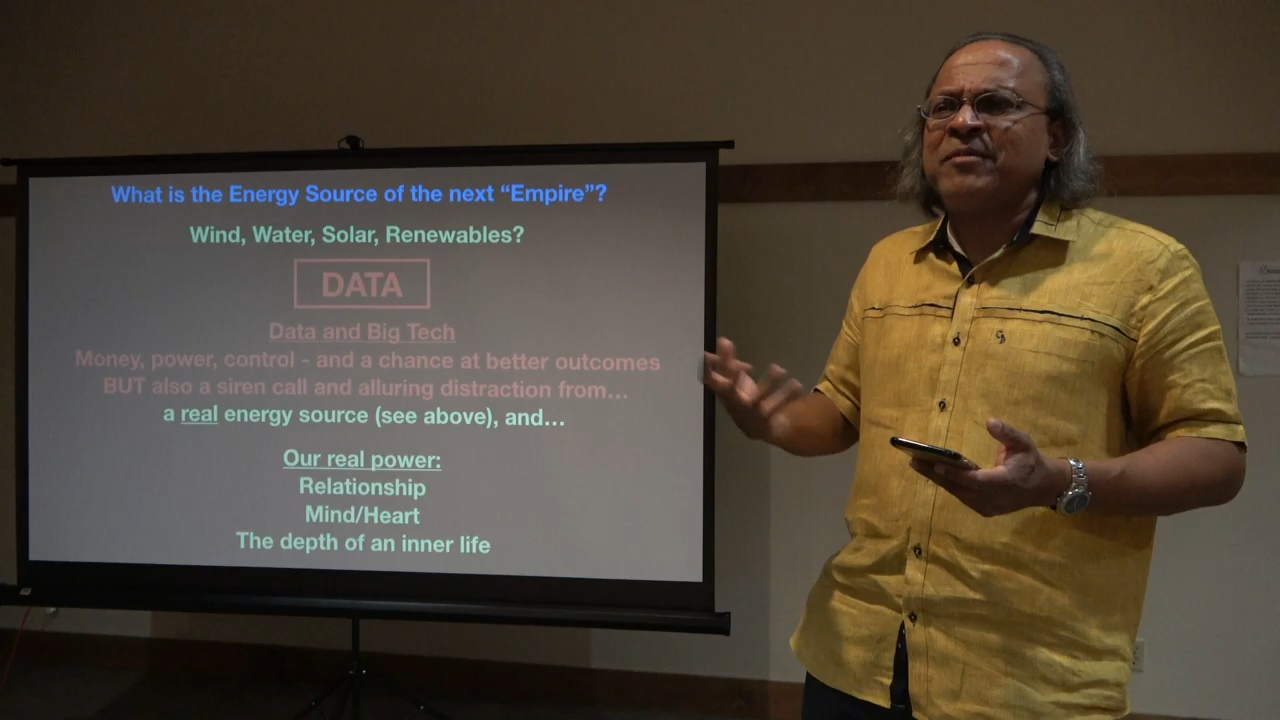 What is the Energy Source of the next “Empire”?
Wind, Water, Solar, Renewables?
DATA
Data and Big Tech
Money, power, control - and a chance at better outcomes
BUT also a siren call and alluring distraction from...
a real energy source (see above), and...
Our real power:
Relationship
Mind/Heart
The depth of an inner life